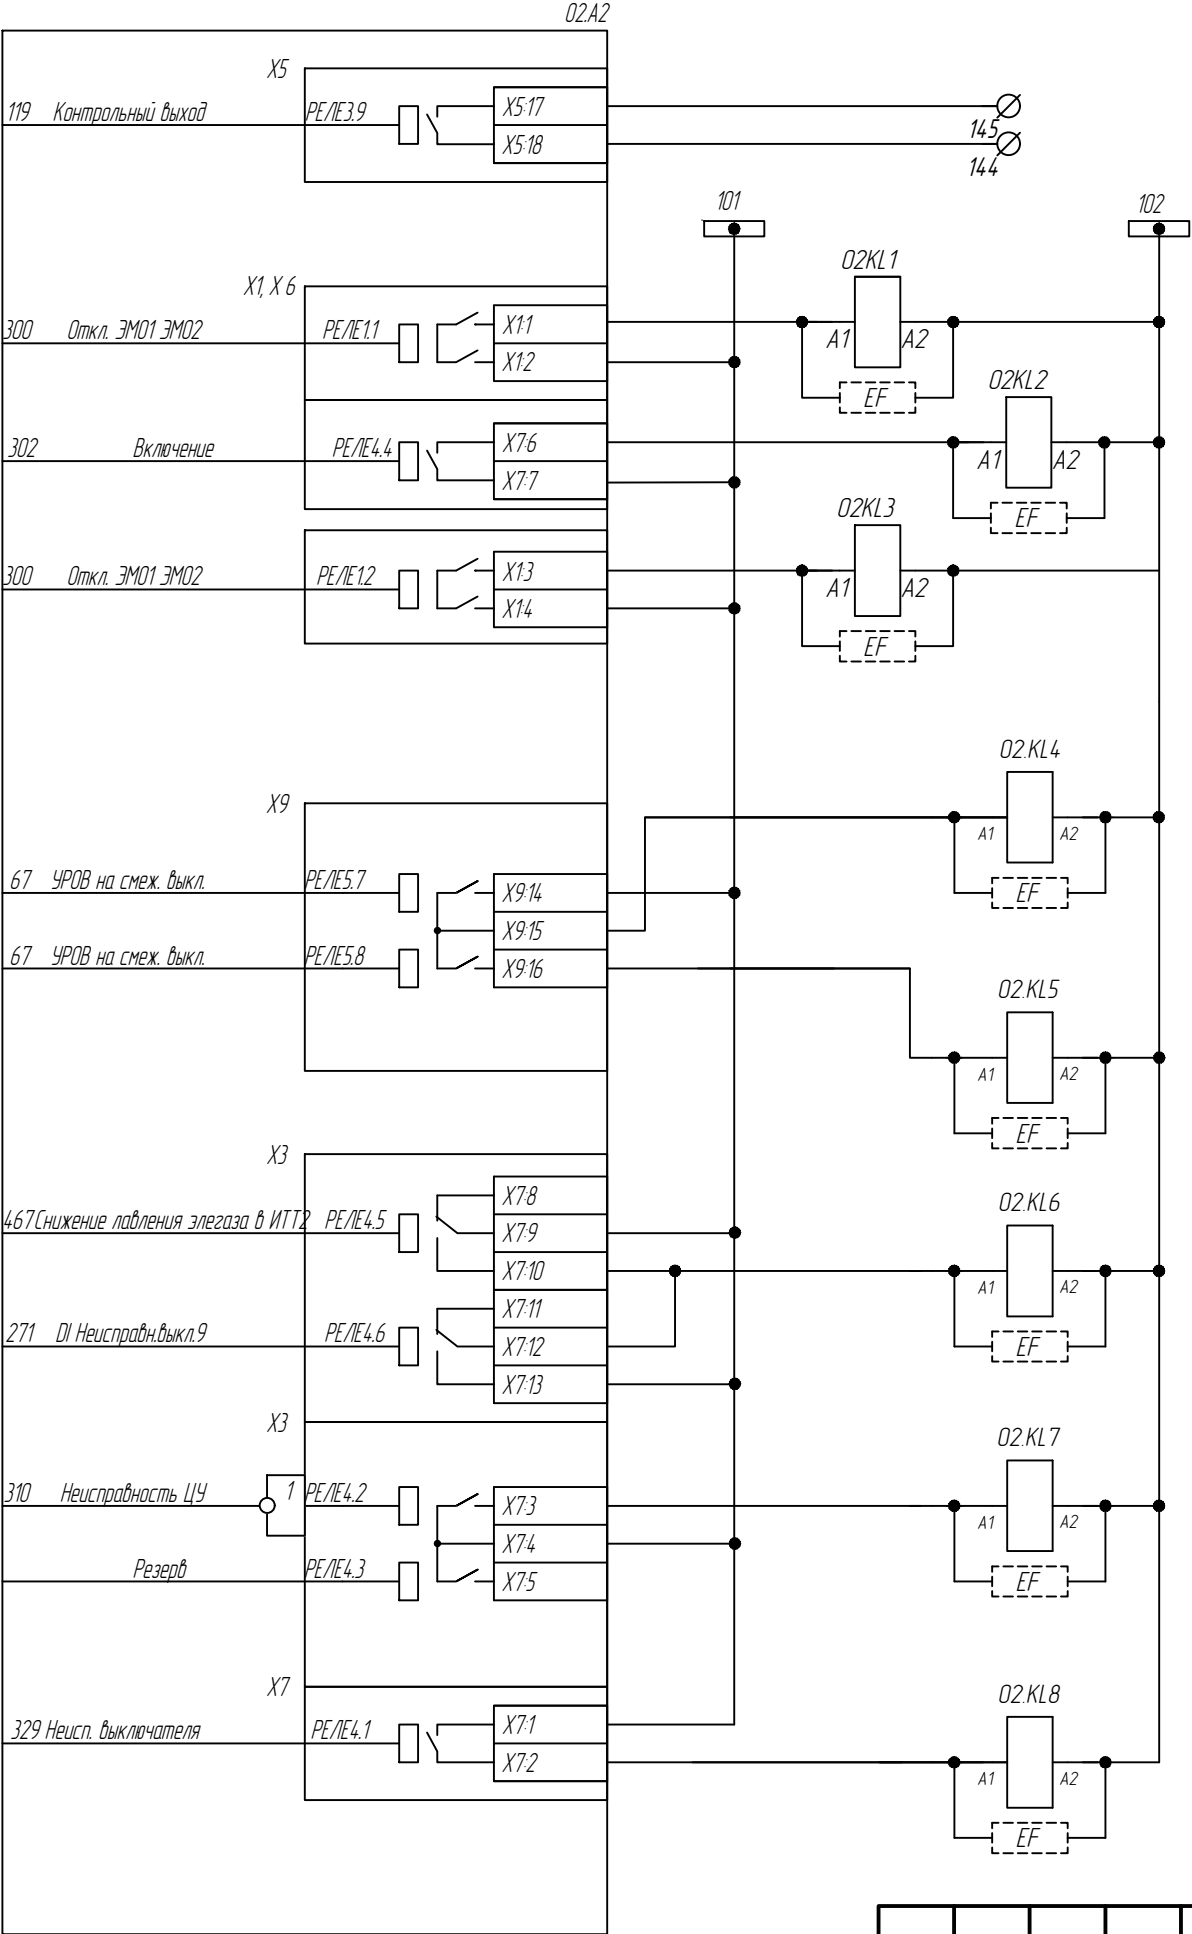 02.A2
X5
119 Контрольный выход РЕЛЕ3.9 X5:17
X5:18
145
144
101
102
02KL1
X1, X 6
300 Откл. ЭМ01 ЭМ02 РЕЛЕ1.1 X1:1
X1:2
A1 A2
EF
02KL2
302 Включение РЕЛЕ4.4 X7:6
X7:7
A1 A2
EF
02KL3
300 Откл. ЭМ01 ЭМ02 РЕЛЕ1.2 X1:3
X1:4
A1 A2
EF
02.KL4
X9
A1 A2
67 УРОВ на смеж. выкл. РЕЛЕ5.7 X9:14
EF
X9:15
67 УРОВ на смеж. выкл. РЕЛЕ5.8 X9:16
02.KL5
A1 A2
EF
X3
X7:8
02.KL6
467 Снижение лавления элегаза в ИТТ2 РЕЛЕ4.5 X7:9
X7:10
A1 A2
X7:11
271 DI Неисправн.выкл.9 РЕЛЕ4.6 X7:12
EF
X7:13
X3
02.KL7
310 Неисправность ЦУ 1 РЕЛЕ4.2 X7:3
A1 A2
X7:4
Резерв РЕЛЕ4.3 X7:5
EF
X7
02.KL8
329 Неисп. выключателя РЕЛЕ4.1 X7:1
X7:2
A1 A2
EF